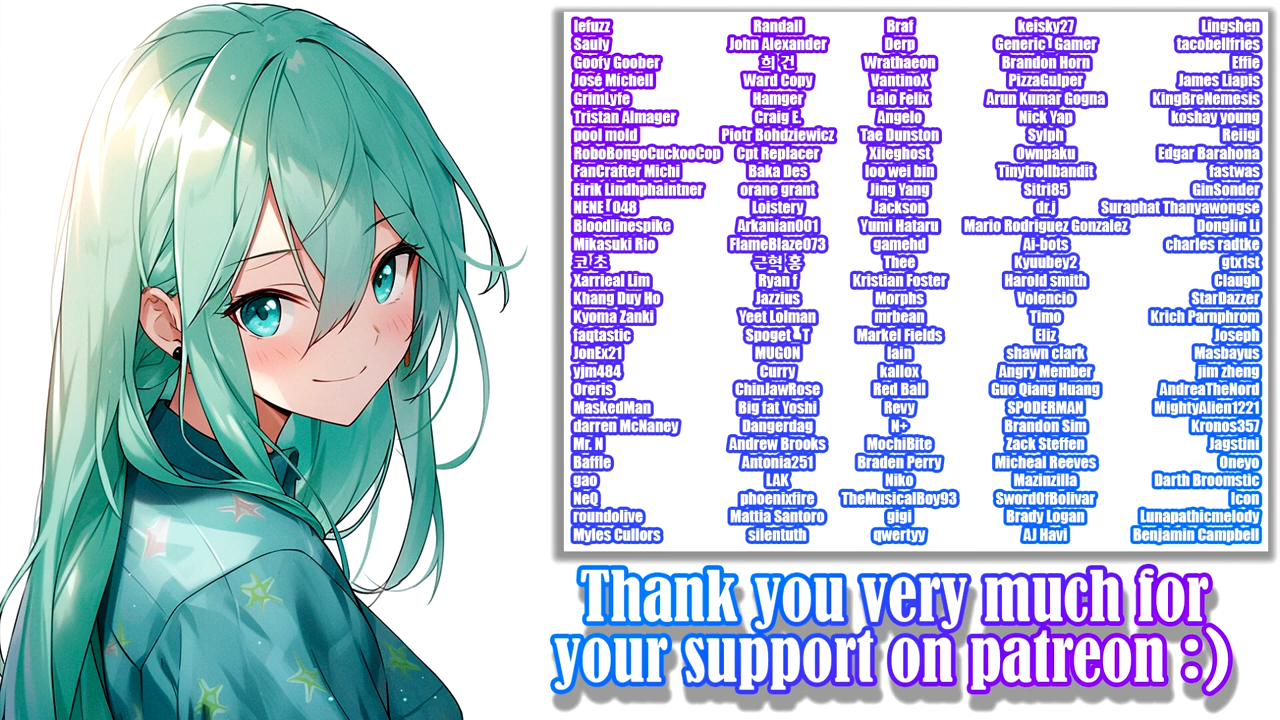 lefuzz Randall Braf keisky27 Lingshen
Sauly John Alexander Derp Generic_Gamer tacobellfries
Goofy Goober 희 건 Wrathaeon Brandon Horn Effie
José Michell Ward Copy VantinoX PizzaGulper James Liapis
GrimLyfe Hamger Lalo Felix Arun Kumar Gogna KingBreNemesis
Tristan Almager Craig E. Angelo Nick Yap koshay young
pool mold Piotr Bohdziewicz Tae Dunston Sylph Reiigi
RoboBongoCuckooCop Cpt Replacer Xileghost Ownpaku Edgar Barahona
FanCrafter Michi Baka Des loo wei bin Tinytrollbandit fastwas
Eirik Lindhphaintner orane grant Jing Yang Sitri85 GinSonder
NENE_048 Loistery Jackson dr.j Suraphat Thanyawongse
Bloodlinespike Arkanian001 Yumi Hataru Mario Rodriguez Gonzalez Donglin Li
Mikasuki Rio FlameBlaze073 gamehd Ai-bots charles radtke
코 초 근혁 홍 Thee Kyuubey2 gtx1st
Xarrieal Lim Ryan f Kristian Foster Harold smith Claugh
Khang Duy Ho Jazzius Morphs Volencio StarDazzer
Kyoma Zanki Yeet Lolman mrbean Timo Krich Parnphrom
faqtastic Spoget_T Markel Fields Eliz Joseph
JonEx21 MUGON Iain shawn clark Masbayus
yjm484 Curry kallox Angry Member jim zheng
Oreris ChinJawRose Red Ball Guo Qiang Huang AndreaTheNord
MaskedMan Big fat Yoshi Revy SPODERMAN MightyAlien1221
darren McNaney Dangerdag N+ Brandon Sim Kronos357
Mr. N Andrew Brooks MochiBite Zack Steffen Jagstini
Baffle Antonia251 Braden Perry Micheal Reeves Oneyo
gao LAK Niko Mazinzilla Darth Broomstic
NeQ phoenixfire TheMusicalBoy93 SwordOfBolivar Icon
roundolive Mattia Santoro gigi Brady Logan Lunapathicmelody
Myles Cullors silentuth qwertyy AJ Havi Benjamin Campbell
Thank you very much for
your support on patreon :)